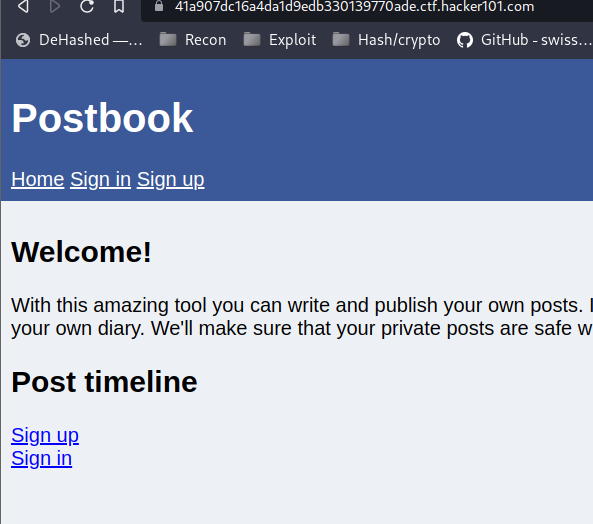 41a907dc16a4da1d9edb330139770ade.ctf.hacker101.com
DeHashed —... Recon Exploit Hash/crypto GitHub - swiss...
Postbook
Home Sign in Sign up
Welcome!
With this amazing tool you can write and publish your own posts.
your own diary. We'll make sure that your private posts are safe w
Post timeline
Sign up
Sign in